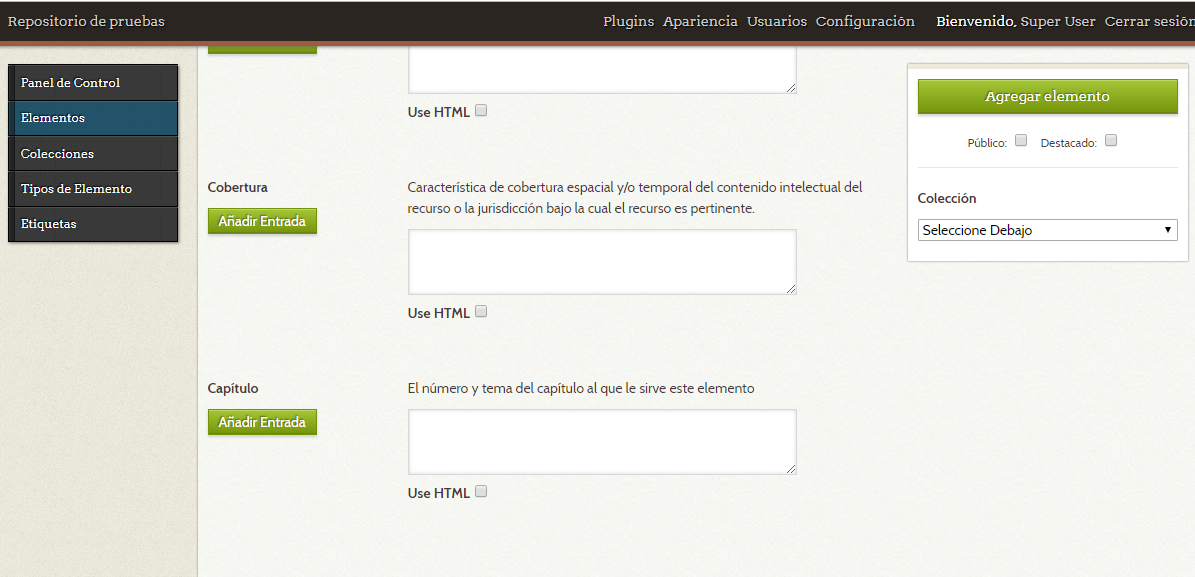 Repositorio de pruebas
Plugins Apariencia Usuarios Configuración Bienvenido, Super User Cerrar sesión
Panel de Control
Elementos
Colecciones
Tipos de Elemento
Etiquetas
Use HTML
Cobertura
Característica de cobertura espacial y/o temporal del contenido intelectual del
recurso o la jurisdicción bajo la cual el recurso es pertinente.
Añadir Entrada
Use HTML
Capítulo
El número y tema del capítulo al que le sirve este elemento
Añadir Entrada
Use HTML
Agregar elemento
Público: Destacado:
Colección
Seleccione Debajo